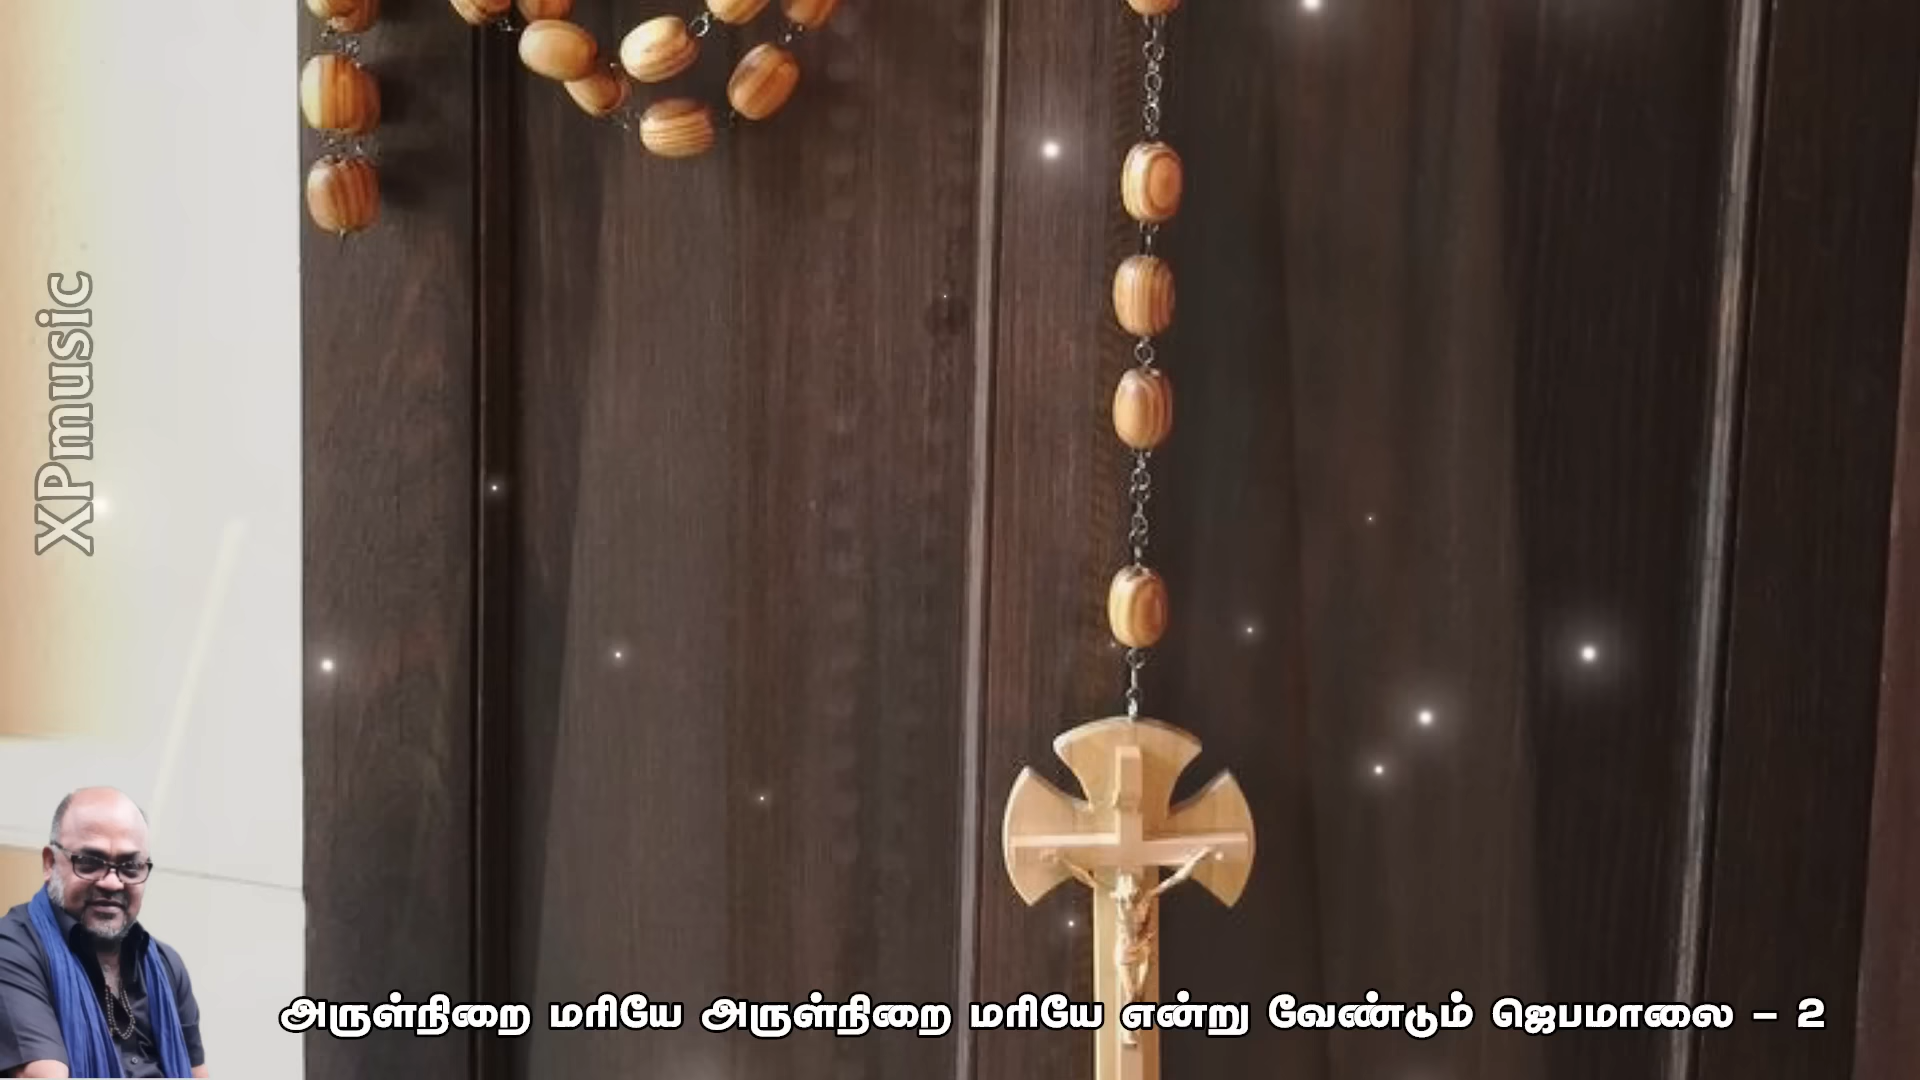 XPmusic
அருள்நிறை மரியே அருள்நிறை மரியே என்று வேண்டும் ஜெபமாலை - 2